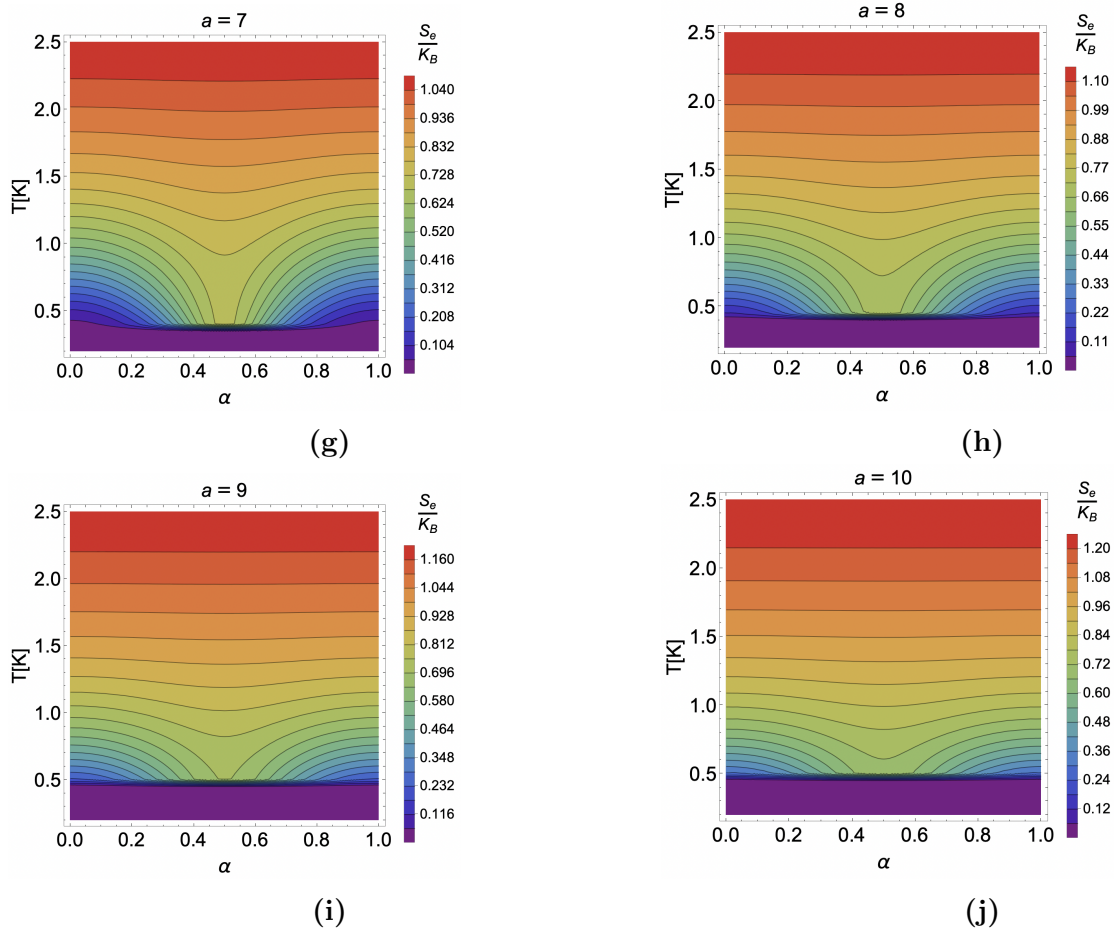 a = 7
2.5
2.0
1.5
1.0
0.5
T[K]
0.0 0.2 0.4 0.6 0.8 1.0
α
S_e
K_B
1.040
0.936
0.832
0.728
0.624
0.520
0.416
0.312
0.208
0.104
(g)
a = 8
2.5
2.0
1.5
1.0
0.5
T[K]
0.0 0.2 0.4 0.6 0.8 1.0
α
S_e
K_B
1.10
0.99
0.88
0.77
0.66
0.55
0.44
0.33
0.22
0.11
(h)
a = 9
2.5
2.0
1.5
1.0
0.5
T[K]
0.0 0.2 0.4 0.6 0.8 1.0
α
S_e
K_B
1.160
1.044
0.928
0.812
0.696
0.580
0.464
0.348
0.232
0.116
(i)
a = 10
2.5
2.0
1.5
1.0
0.5
T[K]
0.0 0.2 0.4 0.6 0.8 1.0
α
S_e
K_B
1.20
1.08
0.96
0.84
0.72
0.60
0.48
0.36
0.24
0.12
(j)